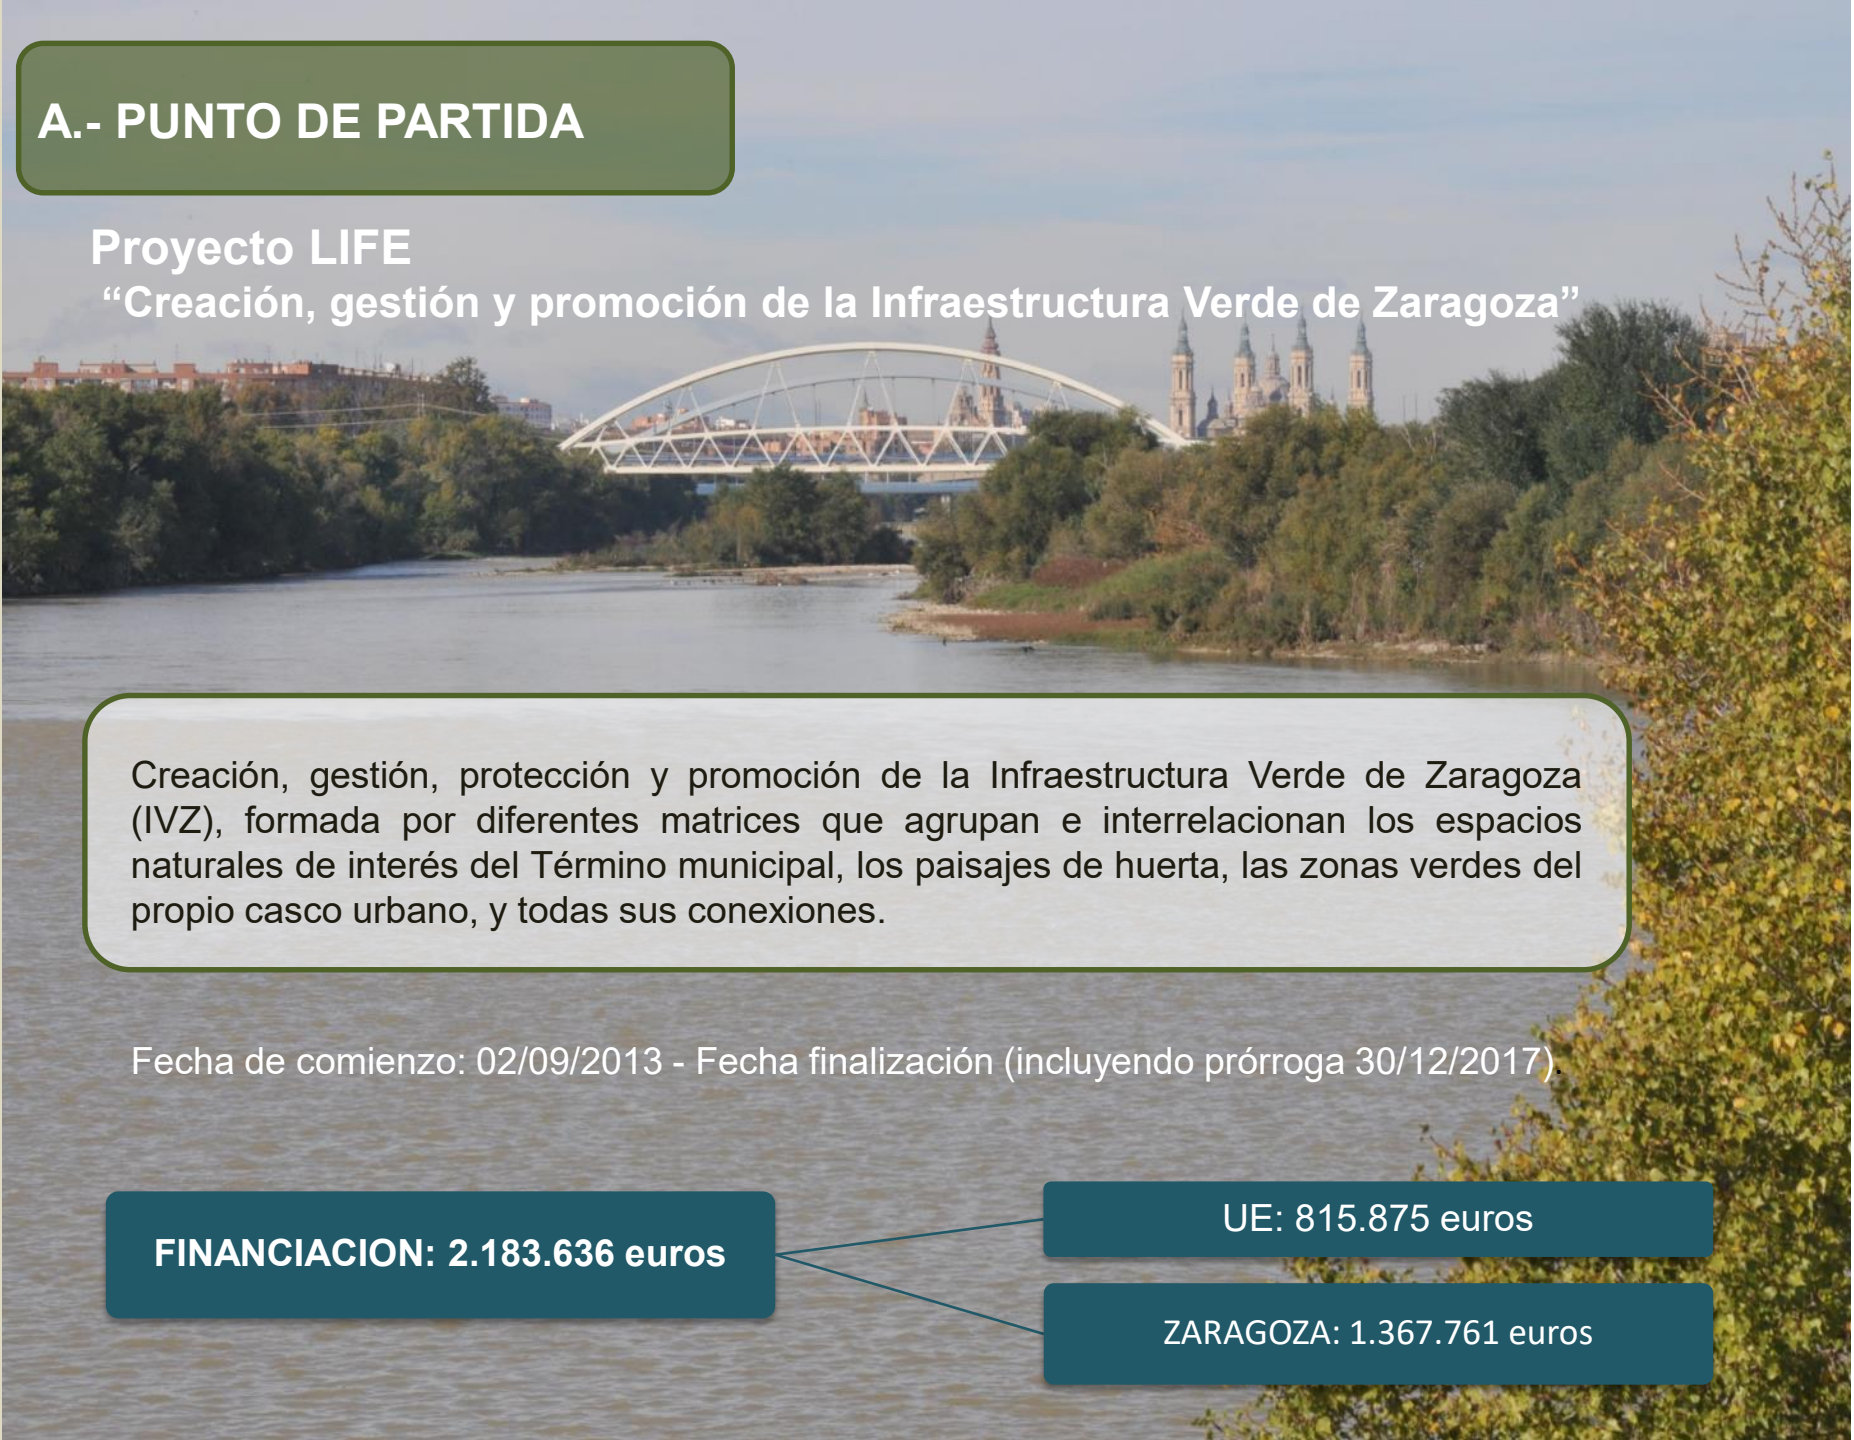 A.- PUNTO DE PARTIDA
Proyecto LIFE
“Creación, gestión y promoción de la Infraestructura Verde de Zaragoza”
Creación, gestión, protección y promoción de la Infraestructura Verde de Zaragoza
(IVZ), formada por diferentes matrices que agrupan e interrelacionan los espacios
naturales de interés del Término municipal, los paisajes de huerta, las zonas verdes del
propio casco urbano, y todas sus conexiones.
Fecha de comienzo: 02/09/2013 - Fecha finalización (incluyendo prórroga 30/12/2017).
FINANCIACION: 2.183.636 euros
UE: 815.875 euros
ZARAGOZA: 1.367.761 euros